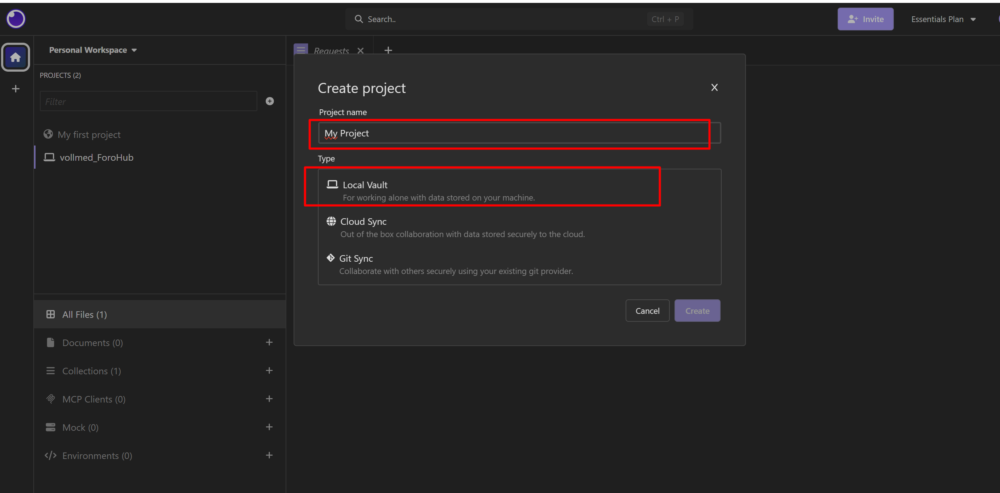 Search..
Ctrl + P
Invite
Essentials Plan
Personal Workspace
Requests
PROJECTS (2)
Filter
My first project
vollmed_ForoHub
Create project
Project name
My Project
Type
Local Vault
For working alone with data stored on your machine.
Cloud Sync
Out of the box collaboration with data stored securely to the cloud.
Git Sync
Collaborate with others securely using your existing git provider.
Cancel
Create
All Files (1)
Documents (0)
Collections (1)
MCP Clients (0)
Mock (0)
Environments (0)